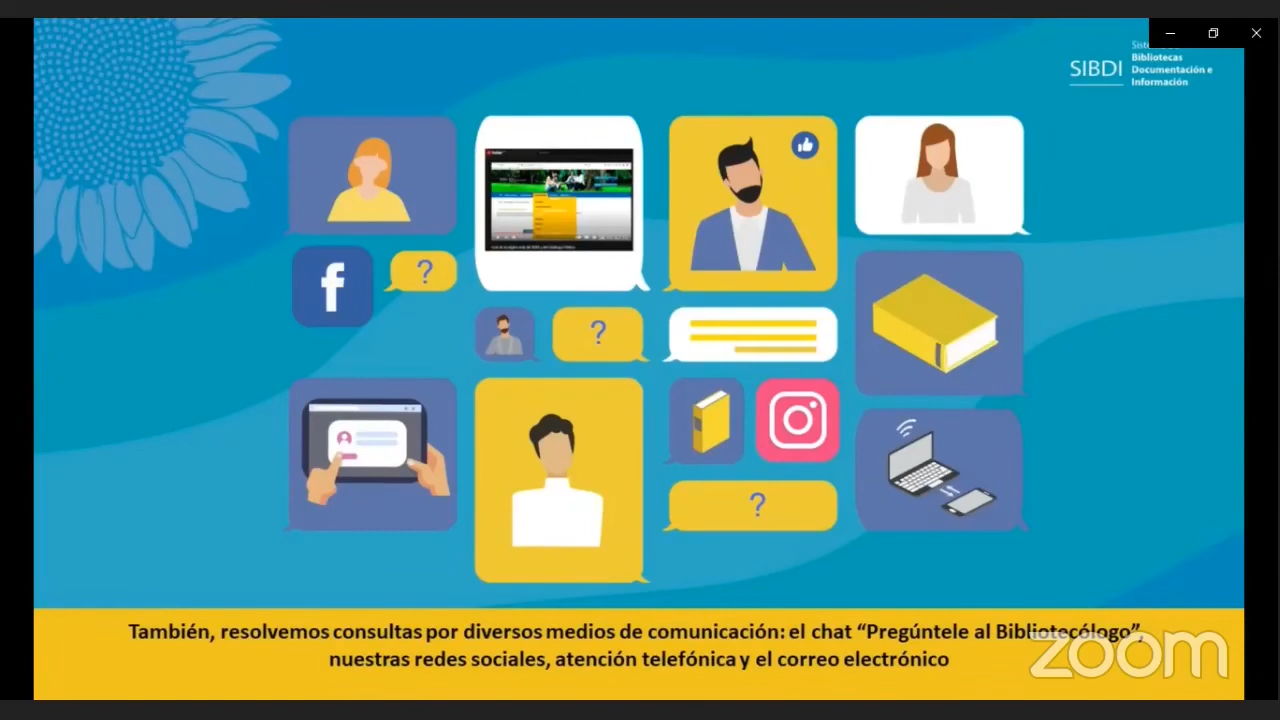 Bibliotecas
SIBDI
Documentación e
Información
?
?
?
También, resolvemos consultas por diversos medios de comunicación: el chat “Pregúntele al Bibliotecólogo”,
nuestras redes sociales, atención telefónica y el correo electrónico
zoom